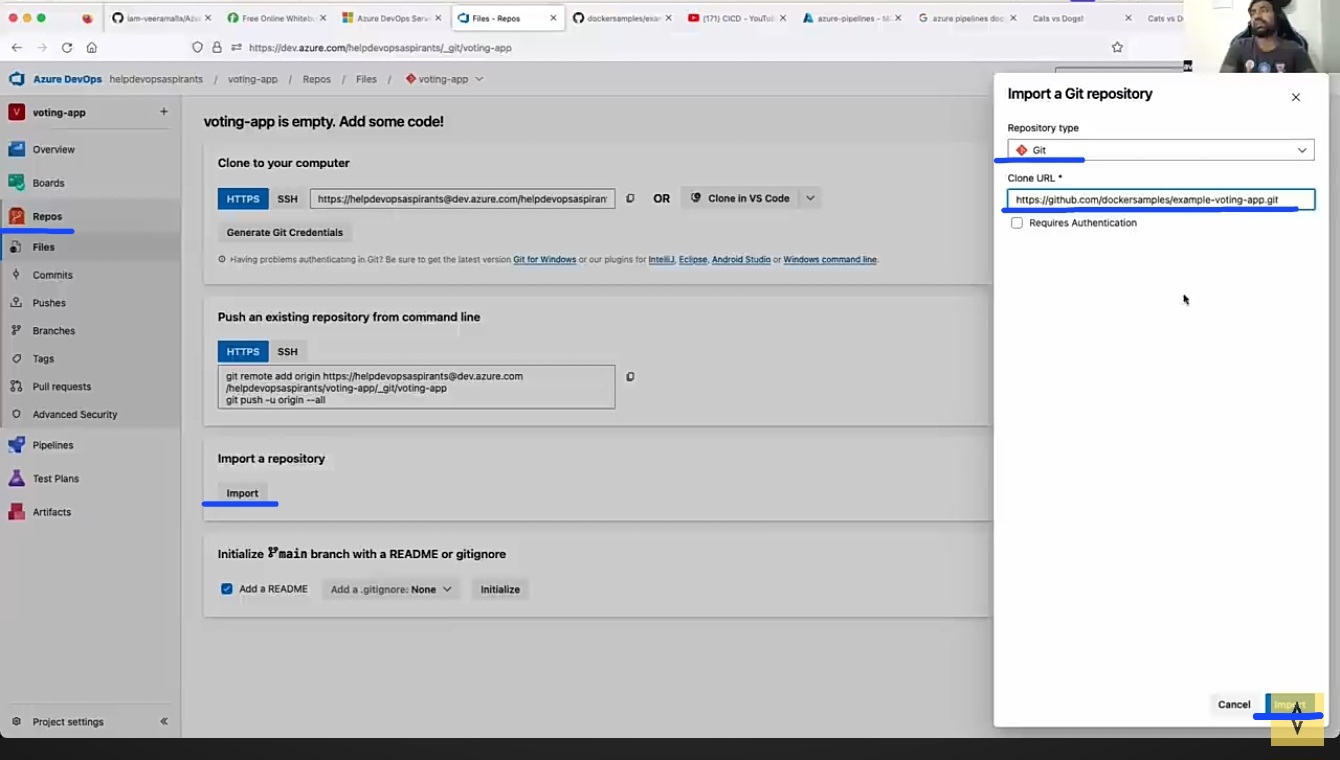 iam-veeramalla/Az
Free Online Whiteb
Azure DevOps Serv
Files - Repos
dockersamples/exa
(171) CICD - YouTu
azure-pipelines - S
azure pipelines doc
Cats vs Dogs!
Cats vs D
https://dev.azure.com/helpdevopsaspirants/_git/voting-app
Azure DevOps helpdevopsaspirants / voting-app / Repos / Files / voting-app
V voting-app +
Overview
Boards
Repos
Files
Commits
Pushes
Branches
Tags
Pull requests
Advanced Security
Pipelines
Test Plans
Artifacts
Project settings
voting-app is empty. Add some code!
Clone to your computer
HTTPS SSH https://helpdevopsaspirants@dev.azure.com/helpdevopsaspiran OR Clone in VS Code
Generate Git Credentials
Having problems authenticating in Git? Be sure to get the latest version Git for Windows or our plugins for IntelliJ, Eclipse, Android Studio or Windows command line.
Push an existing repository from command line
HTTPS SSH
git remote add origin https://helpdevopsaspirants@dev.azure.com
/helpdevopsaspirants/voting-app/_git/voting-app
git push -u origin --all
Import a repository
Import
Initialize main branch with a README or gitignore
Add a README Add a .gitignore: None Initialize
Import a Git repository
Repository type
Git
Clone URL *
https://github.com/dockersamples/example-voting-app.git
Requires Authentication
Cancel Import